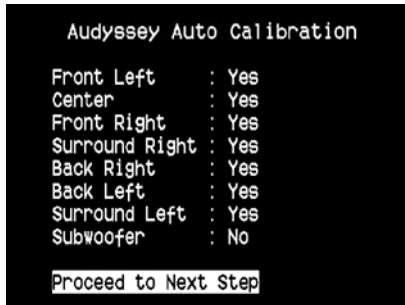 Audyssey Auto Calibration
Front Left : Yes
Center : Yes
Front Right : Yes
Surround Right : Yes
Back Right : Yes
Back Left : Yes
Surround Left : Yes
Subwoofer : No
Proceed to Next Step